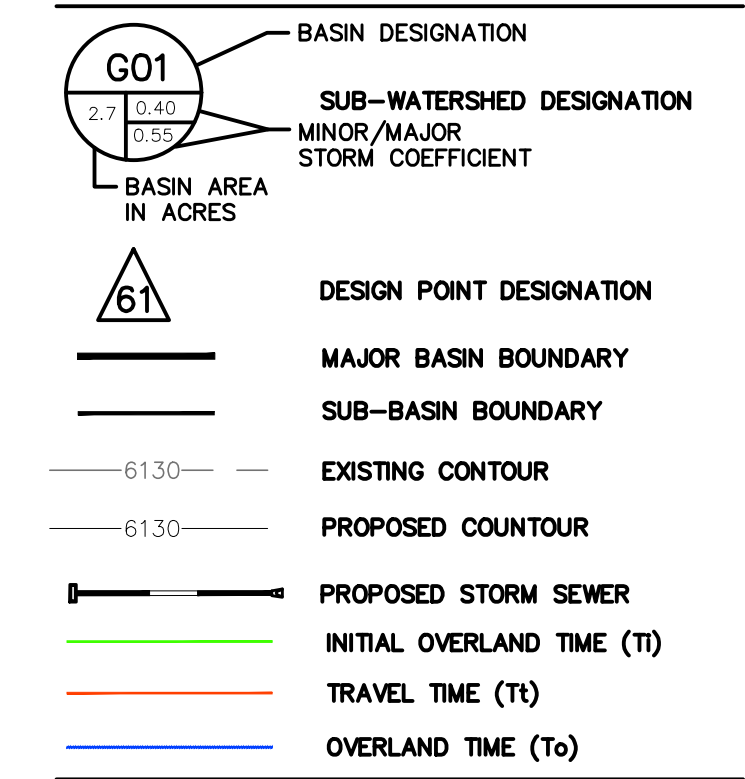 BASIN DESIGNATION
G01
2.7
0.40
0.55
SUB-WATERSHED DESIGNATION
MINOR/MAJOR
STORM COEFFICIENT
BASIN AREA
IN ACRES
61
DESIGN POINT DESIGNATION
MAJOR BASIN BOUNDARY
SUB-BASIN BOUNDARY
6130
EXISTING CONTOUR
6130
PROPOSED COUNTOUR
PROPOSED STORM SEWER
INITIAL OVERLAND TIME (Ti)
TRAVEL TIME (Tt)
OVERLAND TIME (To)